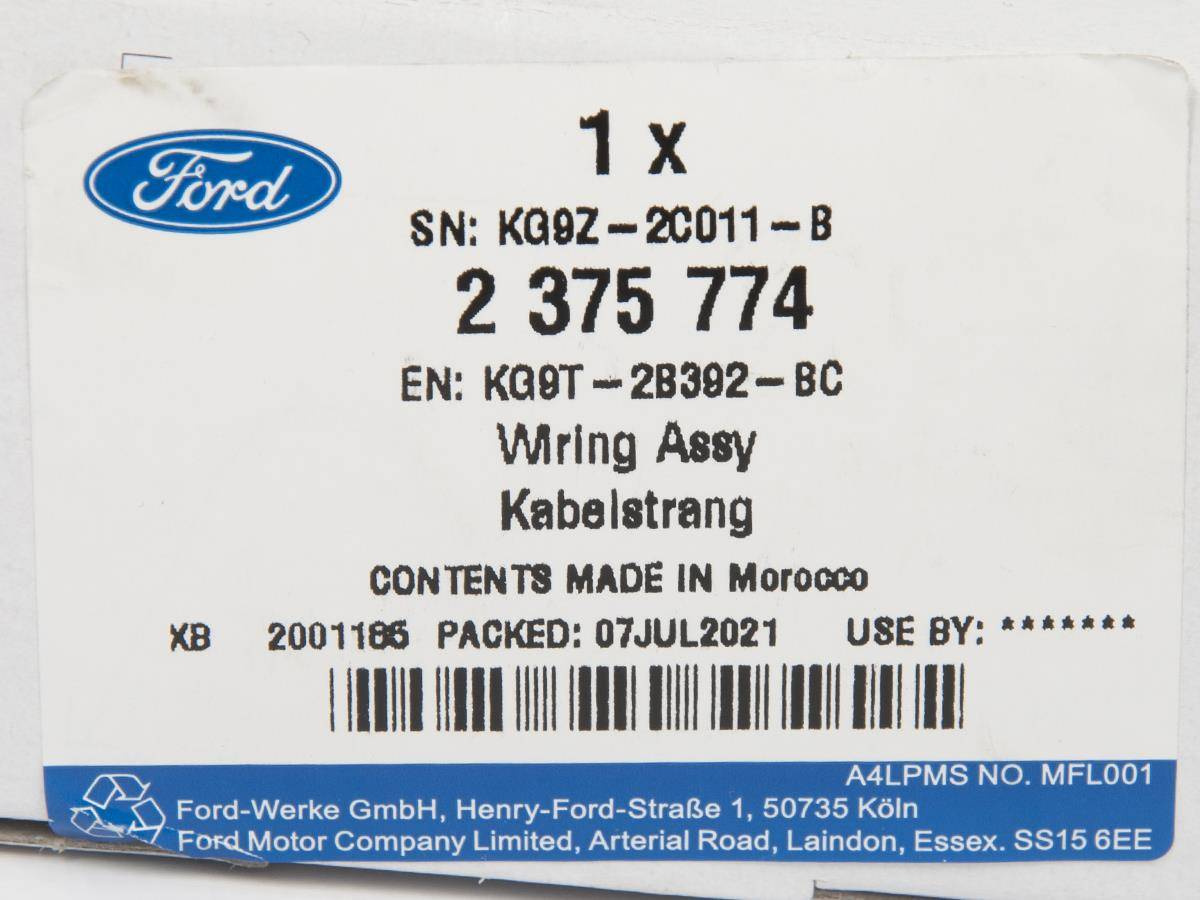 Ford
1 x
SN: KG9Z-2C011-B
2 375 774
EN: KG9T-2B392-BC
Wiring Assy
Kabelstrang
CONTENTS MADE IN Morocco
XB 2001185 PACKED: 07JUL2021 USE BY: *******
A4LPMS NO. MFL001
Ford-Werke GmbH, Henry-Ford-Straße 1, 50735 Köln
Ford Motor Company Limited, Arterial Road, Laindon, Essex. SS15 6EE